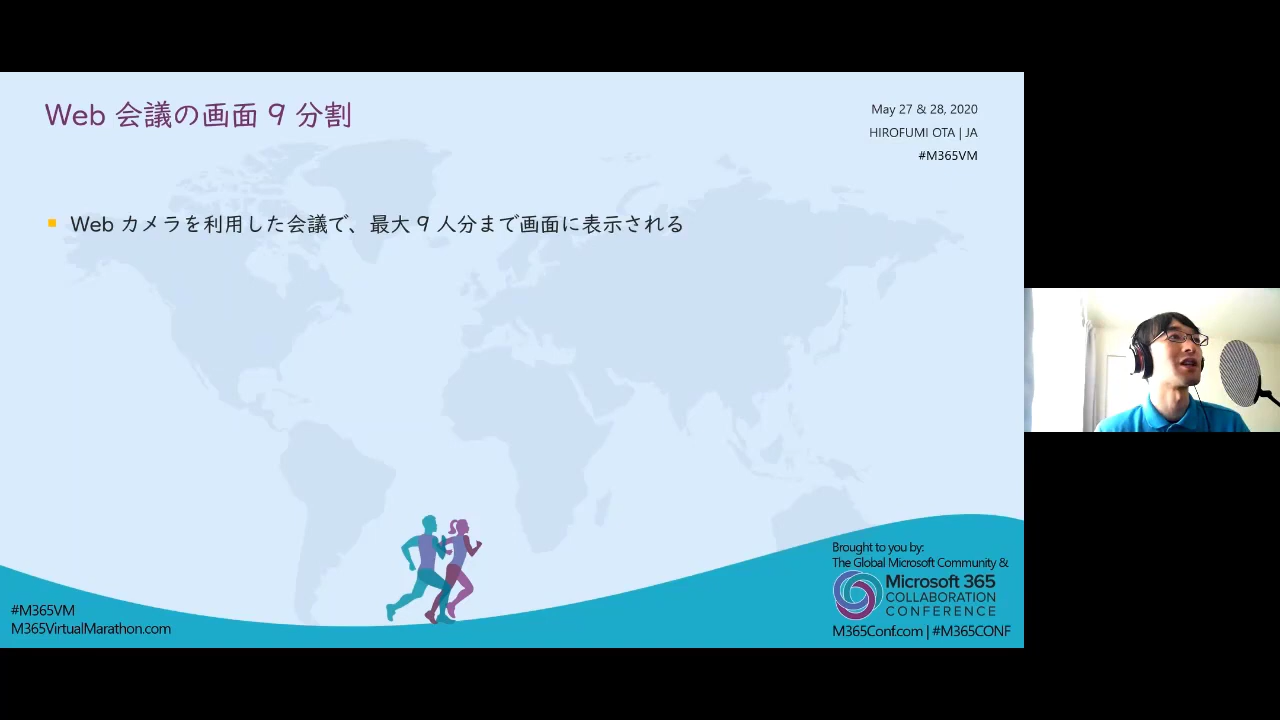 Web 会議の画面 9 分割
May 27 & 28, 2020
HIROFUMI OTA | JA
#M365VM
Web カメラを利用した会議で、最大 9 人分まで画面に表示される
Brought to you by:
The Global Microsoft Community &
Microsoft 365
COLLABORATION
CONFERENCE
M365Conf.com | #M365CONF
#M365VM
M365VirtualMarathon.com